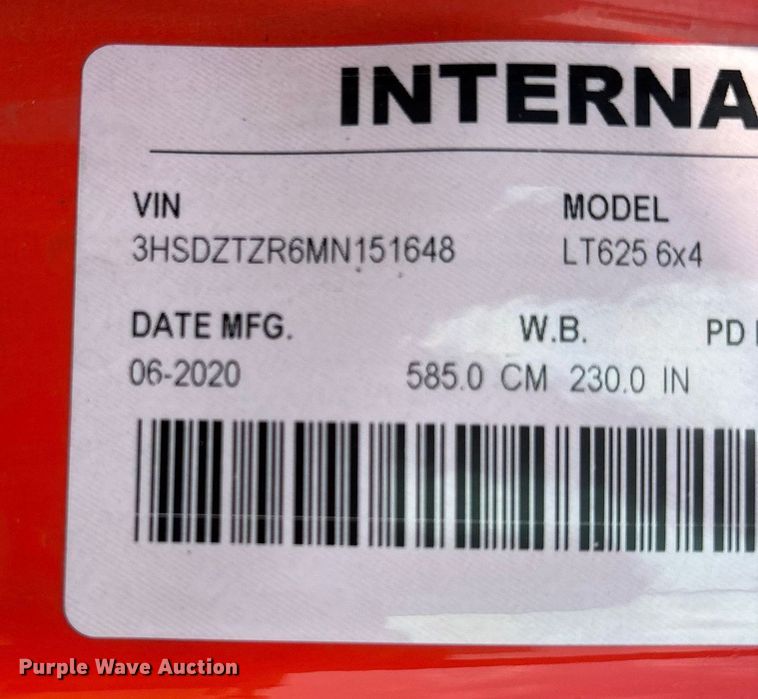 INTERNA
VIN MODEL
3HSDZTZR6MN151648 LT625 6x4
DATE MFG. W.B. PD
06-2020 585.0 CM 230.0 IN
Purple Wave Auction